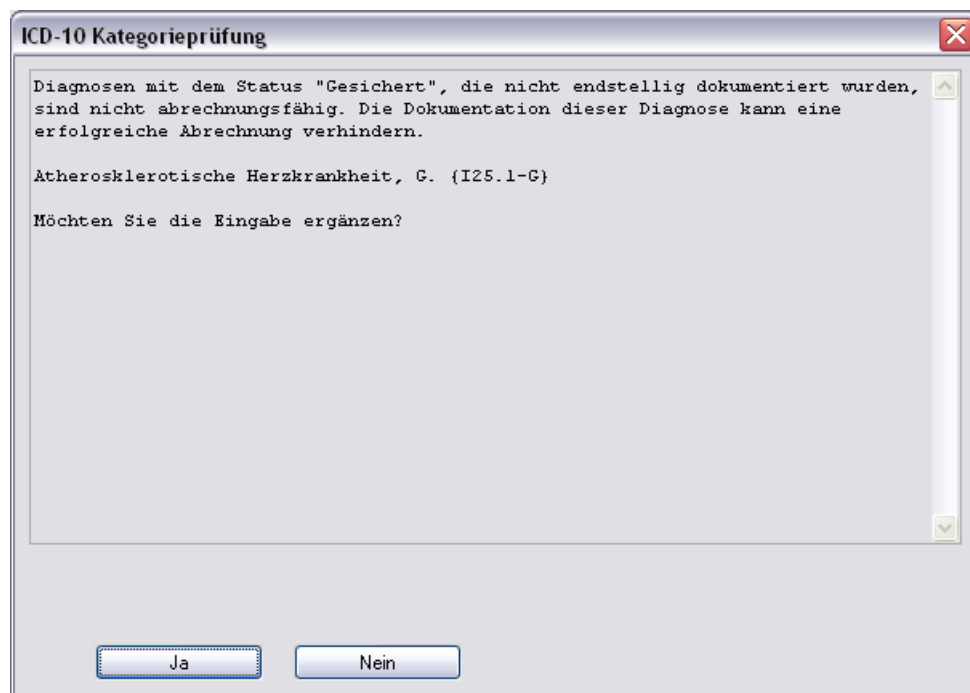 ICD-10 Kategorieprüfung
Diagnosen mit dem Status "Gesichert", die nicht endstellig dokumentiert wurden,
sind nicht abrechnungsfähig. Die Dokumentation dieser Diagnose kann eine
erfolgreiche Abrechnung verhindern.
Atherosklerotische Herzkrankheit, G. {I25.1-G}
Möchten Sie die Eingabe ergänzen?
Ja
Nein